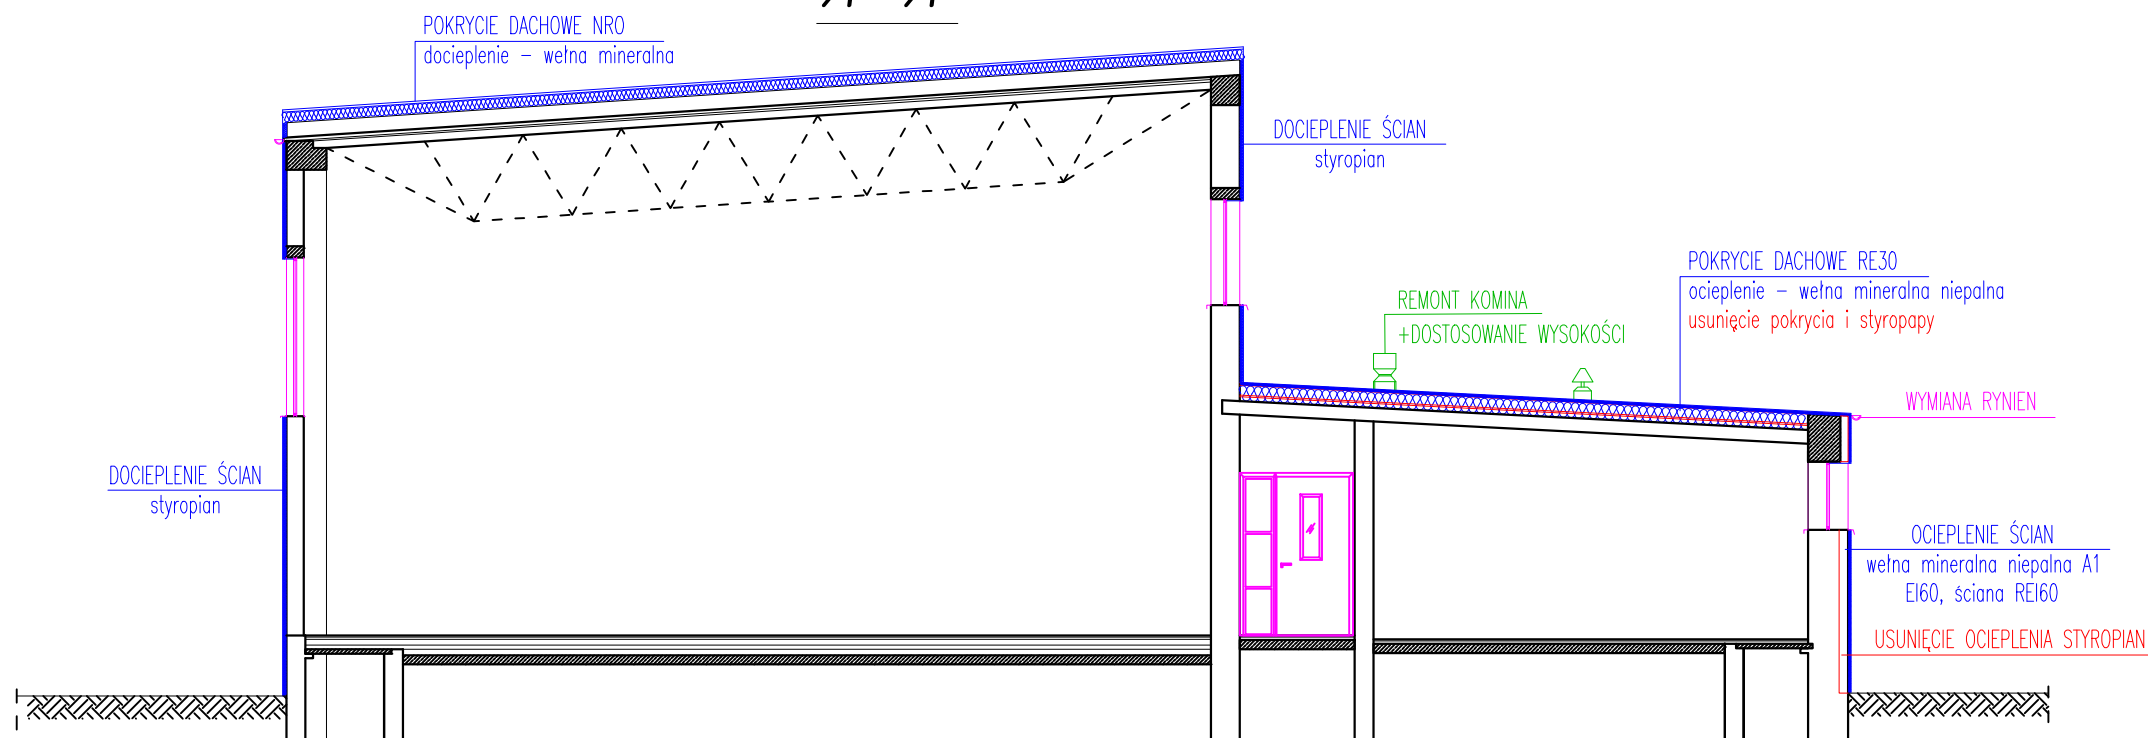 POKRYCIE DACHOWE NRO
docieplenie – wełna mineralna
DOCIEPLENIE ŚCIAN
styropian
POKRYCIE DACHOWE RE30
ocieplenie – wełna mineralna niepalna
usunięcie pokrycia i styropapy
REMONT KOMINA
+DOSTOSOWANIE WYSOKOŚCI
WYMIANA RYNIEN
DOCIEPLENIE ŚCIAN
styropian
OCIEPLENIE ŚCIAN
wełna mineralna niepalna A1
EI60, ściana REI60
USUNIĘCIE OCIEPLENIA STYROPIAN